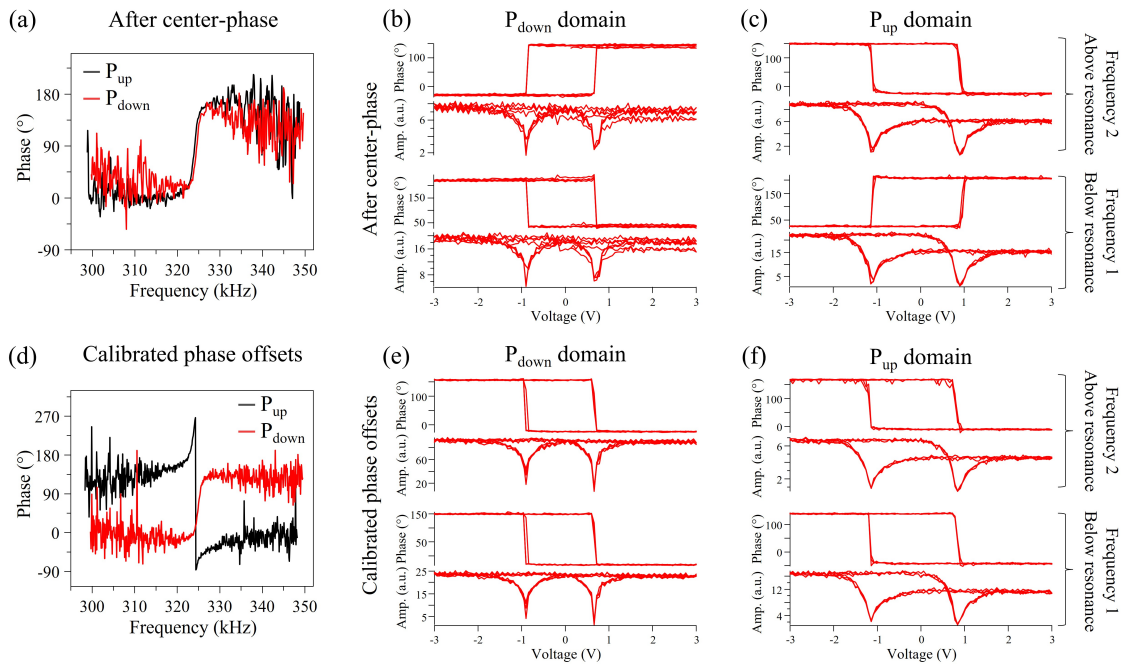 (a) After center-phase
P_up
P_down
180
90
0
-90
Phase (°)
300 310 320 330 340 350
Frequency (kHz)
(b) P_down domain
After center-phase
Phase (°)
100
0
Amp. (a.u.)
6
2
Phase (°)
150
50
Amp. (a.u.)
16
8
-3 -2 -1 0 1 2 3
Voltage (V)
(c) P_up domain
Phase (°)
100
0
Amp. (a.u.)
6
2
Phase (°)
150
50
Amp. (a.u.)
15
5
-3 -2 -1 0 1 2 3
Voltage (V)
Frequency 2
Above resonance
Frequency 1
Below resonance
(d) Calibrated phase offsets
P_up
P_down
270
180
90
0
-90
Phase (°)
300 310 320 330 340 350
Frequency (kHz)
(e) P_down domain
Calibrated phase offsets
Phase (°)
100
0
Amp. (a.u.)
60
20
Phase (°)
150
50
Amp. (a.u.)
25
15
5
-3 -2 -1 0 1 2 3
Voltage (V)
(f) P_up domain
Phase (°)
100
0
Amp. (a.u.)
6
2
Phase (°)
100
0
Amp. (a.u.)
12
4
-3 -2 -1 0 1 2 3
Voltage (V)
Frequency 2
Above resonance
Frequency 1
Below resonance